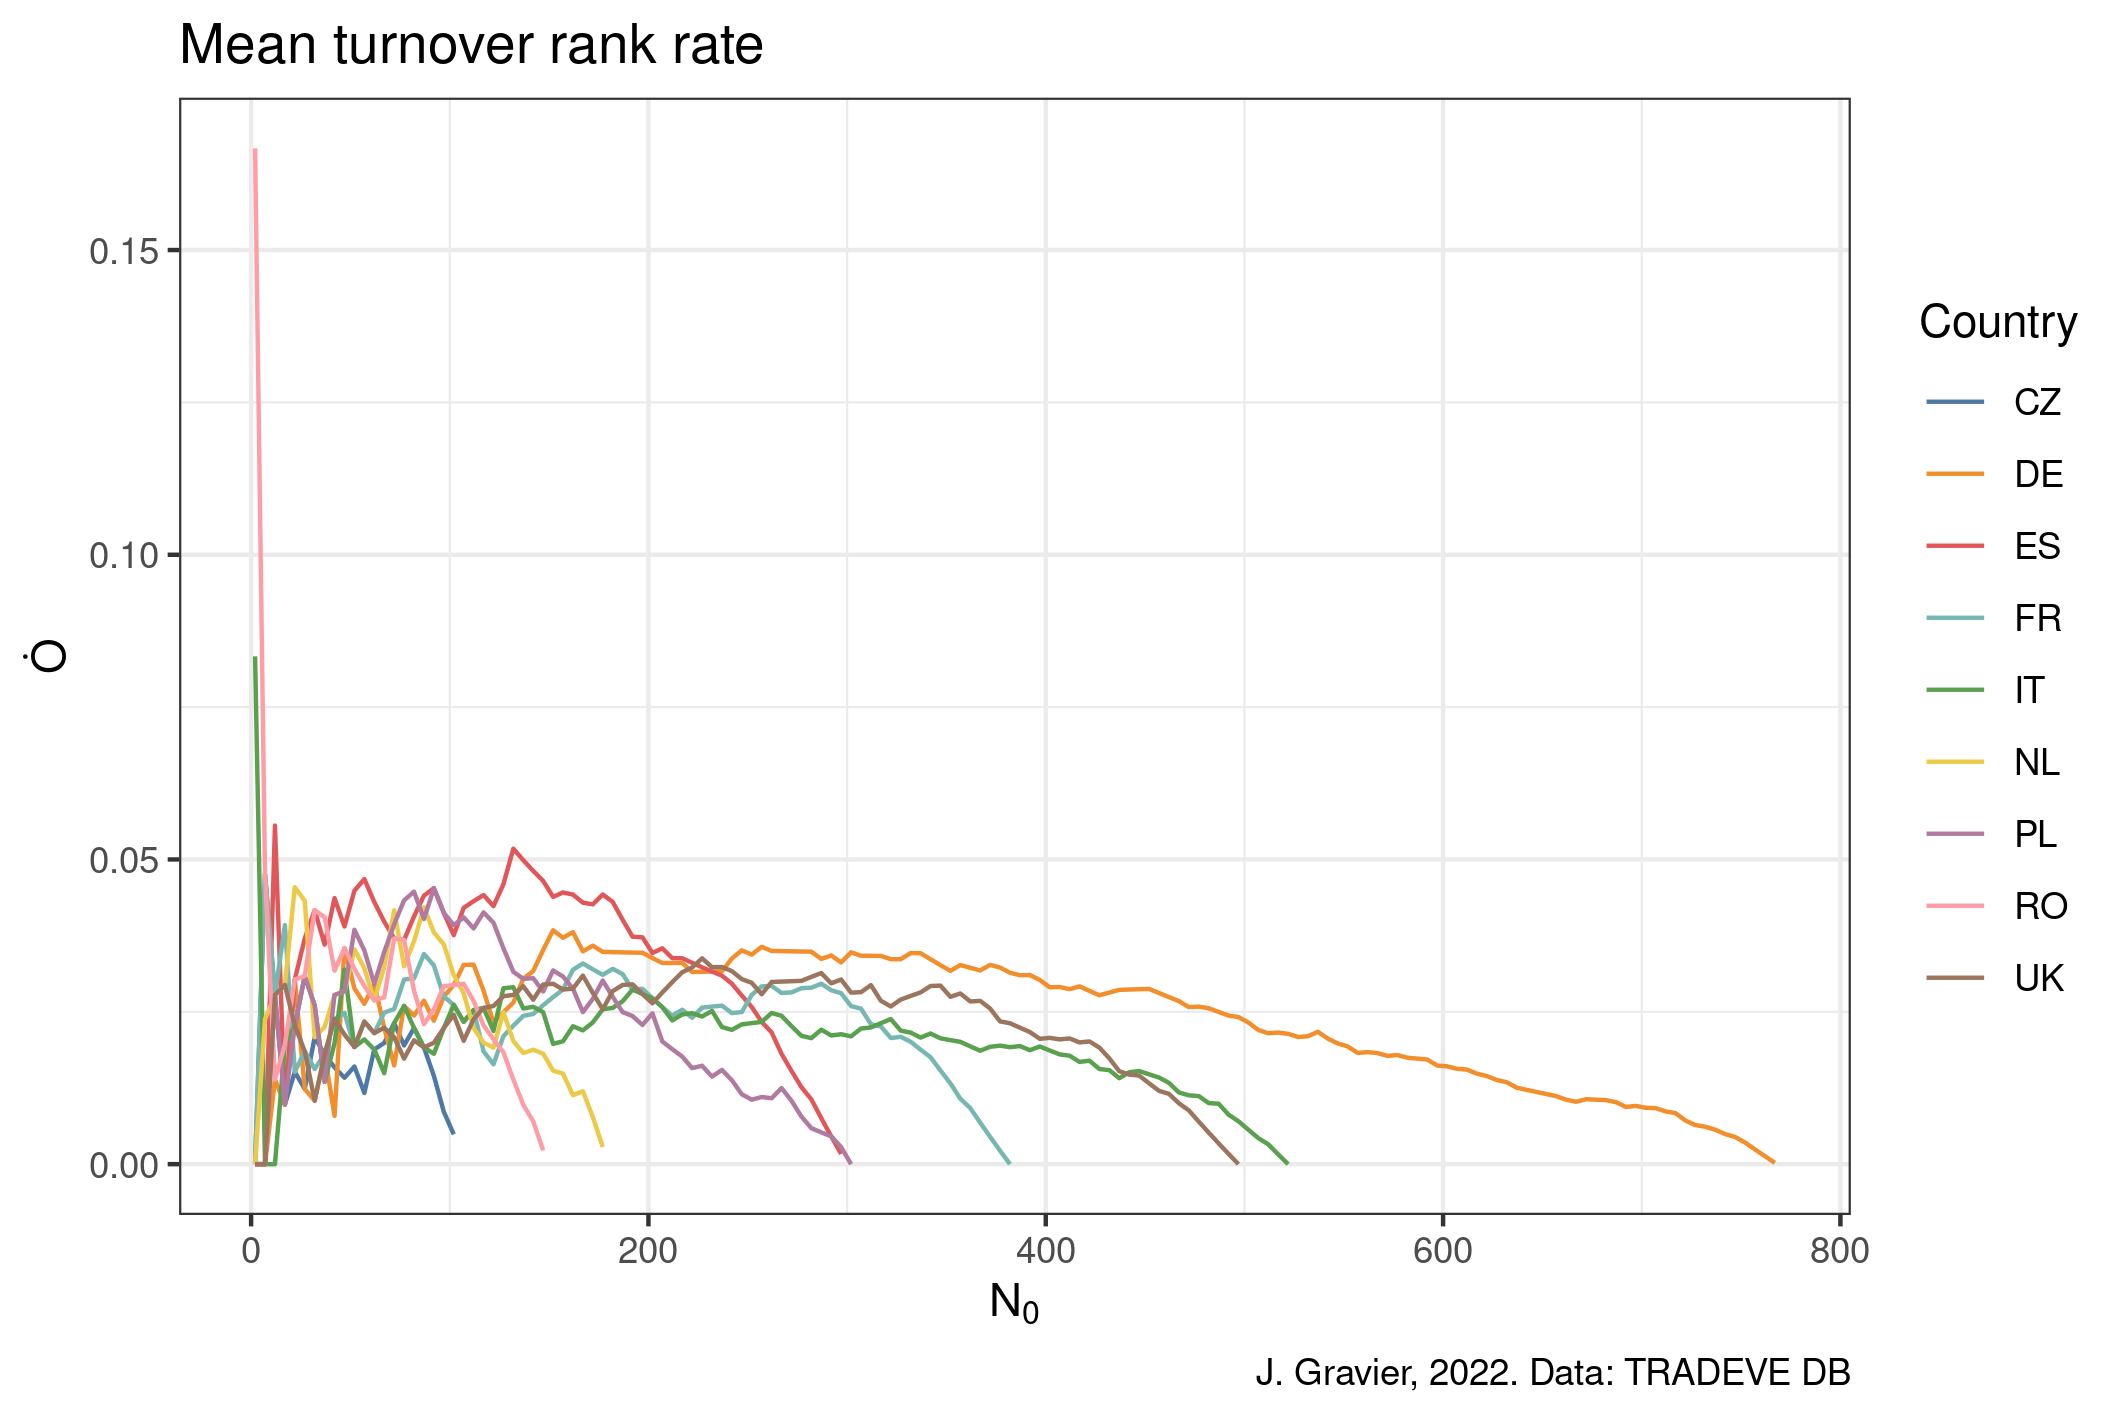 Mean turnover rank rate
Ȯ
0.15
0.10
0.05
0.00
0 200 400 600 800
N₀
Country
CZ
DE
ES
FR
IT
NL
PL
RO
UK
J. Gravier, 2022. Data: TRADEVE DB